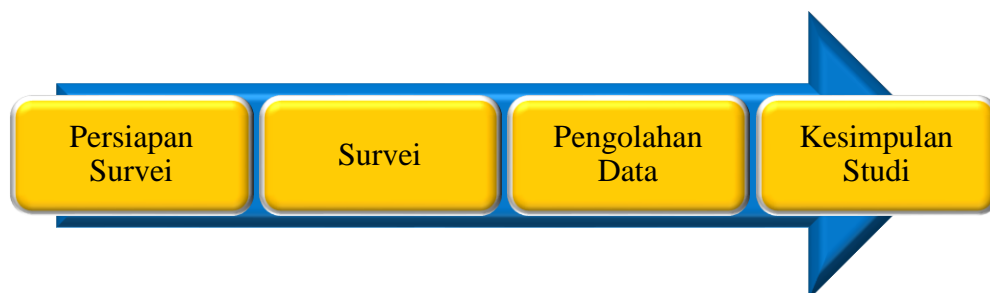 Persiapan
Survei
Survei
Pengolahan
Data
Kesimpulan
Studi